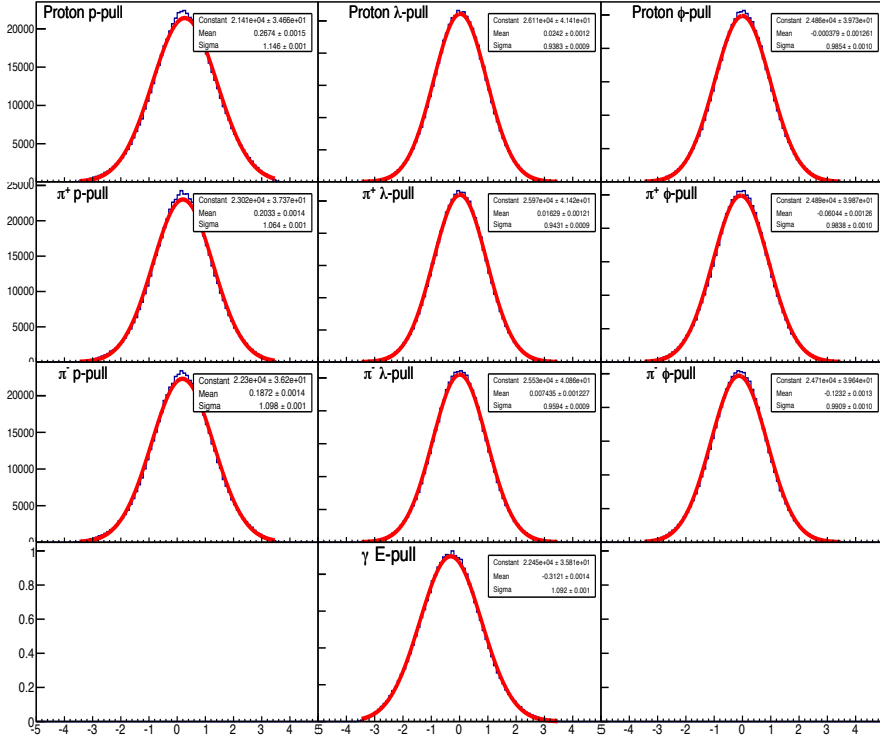 Proton p-pull
Constant 2.141e+04 ± 3.466e+01
Mean 0.2674 ± 0.0015
Sigma 1.146 ± 0.001
20000
15000
10000
5000
Proton λ-pull
Constant 2.611e+04 ± 4.141e+01
Mean 0.0242 ± 0.0012
Sigma 0.9383 ± 0.0009
Proton ϕ-pull
Constant 2.486e+04 ± 3.973e+01
Mean -0.000379 ± 0.001261
Sigma 0.9854 ± 0.0010
π⁺ p-pull
Constant 2.302e+04 ± 3.737e+01
Mean 0.2033 ± 0.0014
Sigma 1.064 ± 0.001
25000
20000
15000
10000
5000
π⁺ λ-pull
Constant 2.597e+04 ± 4.142e+01
Mean 0.01629 ± 0.00121
Sigma 0.9431 ± 0.0009
π⁺ ϕ-pull
Constant 2.489e+04 ± 3.987e+01
Mean -0.06044 ± 0.00126
Sigma 0.9838 ± 0.0010
π⁻ p-pull
Constant 2.23e+04 ± 3.62e+01
Mean 0.1872 ± 0.0014
Sigma 1.098 ± 0.001
20000
15000
10000
5000
π⁻ λ-pull
Constant 2.553e+04 ± 4.086e+01
Mean 0.007435 ± 0.001227
Sigma 0.9594 ± 0.0009
π⁻ ϕ-pull
Constant 2.471e+04 ± 3.964e+01
Mean -0.1232 ± 0.0013
Sigma 0.9909 ± 0.0010
1
0.8
0.6
0.4
0.2
0
γ E-pull
Constant 2.245e+04 ± 3.581e+01
Mean -0.3121 ± 0.0014
Sigma 1.092 ± 0.001
-5 -4 -3 -2 -1 0 1 2 3 4 5 -4 -3 -2 -1 0 1 2 3 4 5 -4 -3 -2 -1 0 1 2 3 4